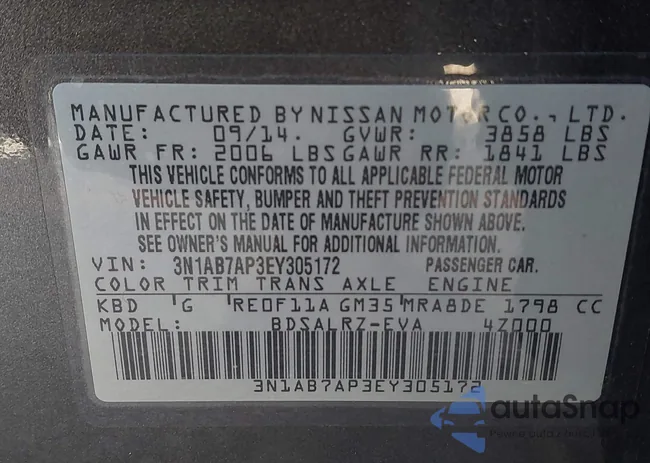 MANUFACTURED BY NISSAN MOTOR CO., LTD.
DATE: 09/14. GVWR: 3858 LBS
GAWR FR: 2006 LBS GAWR RR: 1841 LBS
THIS VEHICLE CONFORMS TO ALL APPLICABLE FEDERAL MOTOR
VEHICLE SAFETY, BUMPER AND THEFT PREVENTION STANDARDS
IN EFFECT ON THE DATE OF MANUFACTURE SHOWN ABOVE.
SEE OWNER'S MANUAL FOR ADDITIONAL INFORMATION.
VIN: 3N1AB7AP3EY305172 PASSENGER CAR.
COLOR TRIM TRANS AXLE ENGINE
KBD G RE0F11A GM35 MRA8DE 1798 CC
MODEL: BDSALRZ-EVA 4Z000
3N1AB7AP3EY305172
autaSnap